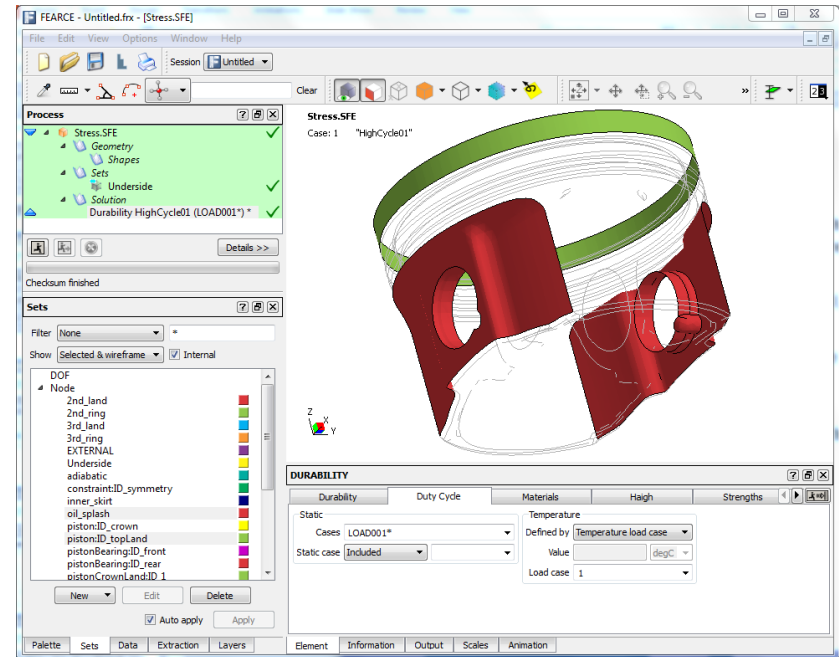 FEARCE - Untitled.frx - [Stress.SFE]
File Edit View Options Window Help
Session Untitled
Clear »
Process
Stress.SFE
Geometry
Shapes
Sets
Underside
Solution
Durability HighCycle01 (LOAD001*) *
Details >>
Checksum finished
Sets
Filter None *
Show Selected & wireframe Internal
DOF
Node
2nd_land
2nd_ring
3rd_land
3rd_ring
EXTERNAL
Underside
adiabatic
constraint:ID_symmetry
inner_skirt
oil_splash
piston:ID_crown
piston:ID_topLand
pistonBearing:ID_front
pistonBearing:ID_rear
pistonCrownLand:ID 1
New Edit Delete
Auto apply Apply
Palette Sets Data Extraction Layers
Stress.SFE
Case: 1 "HighCycle01"
Z
X
Y
DURABILITY
Durability Duty Cycle Materials Haigh Strengths
Static Temperature
Cases LOAD001* Defined by Temperature load case
Static case Included Value degC
Load case 1
Element Information Output Scales Animation